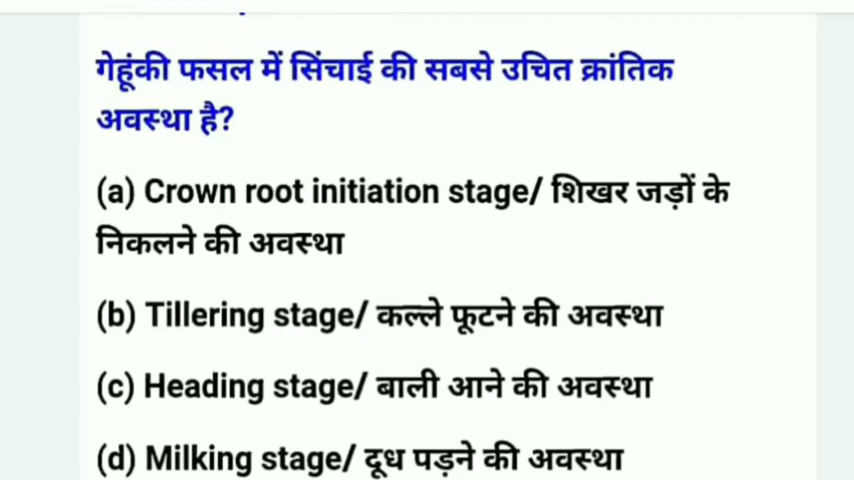 गेहूंकी फसल में सिंचाई की सबसे उचित क्रांतिक
अवस्था है?
(a) Crown root initiation stage/ शिखर जड़ों के
निकलने की अवस्था
(b) Tillering stage/ कल्ले फूटने की अवस्था
(c) Heading stage/ बाली आने की अवस्था
(d) Milking stage/ दूध पड़ने की अवस्था